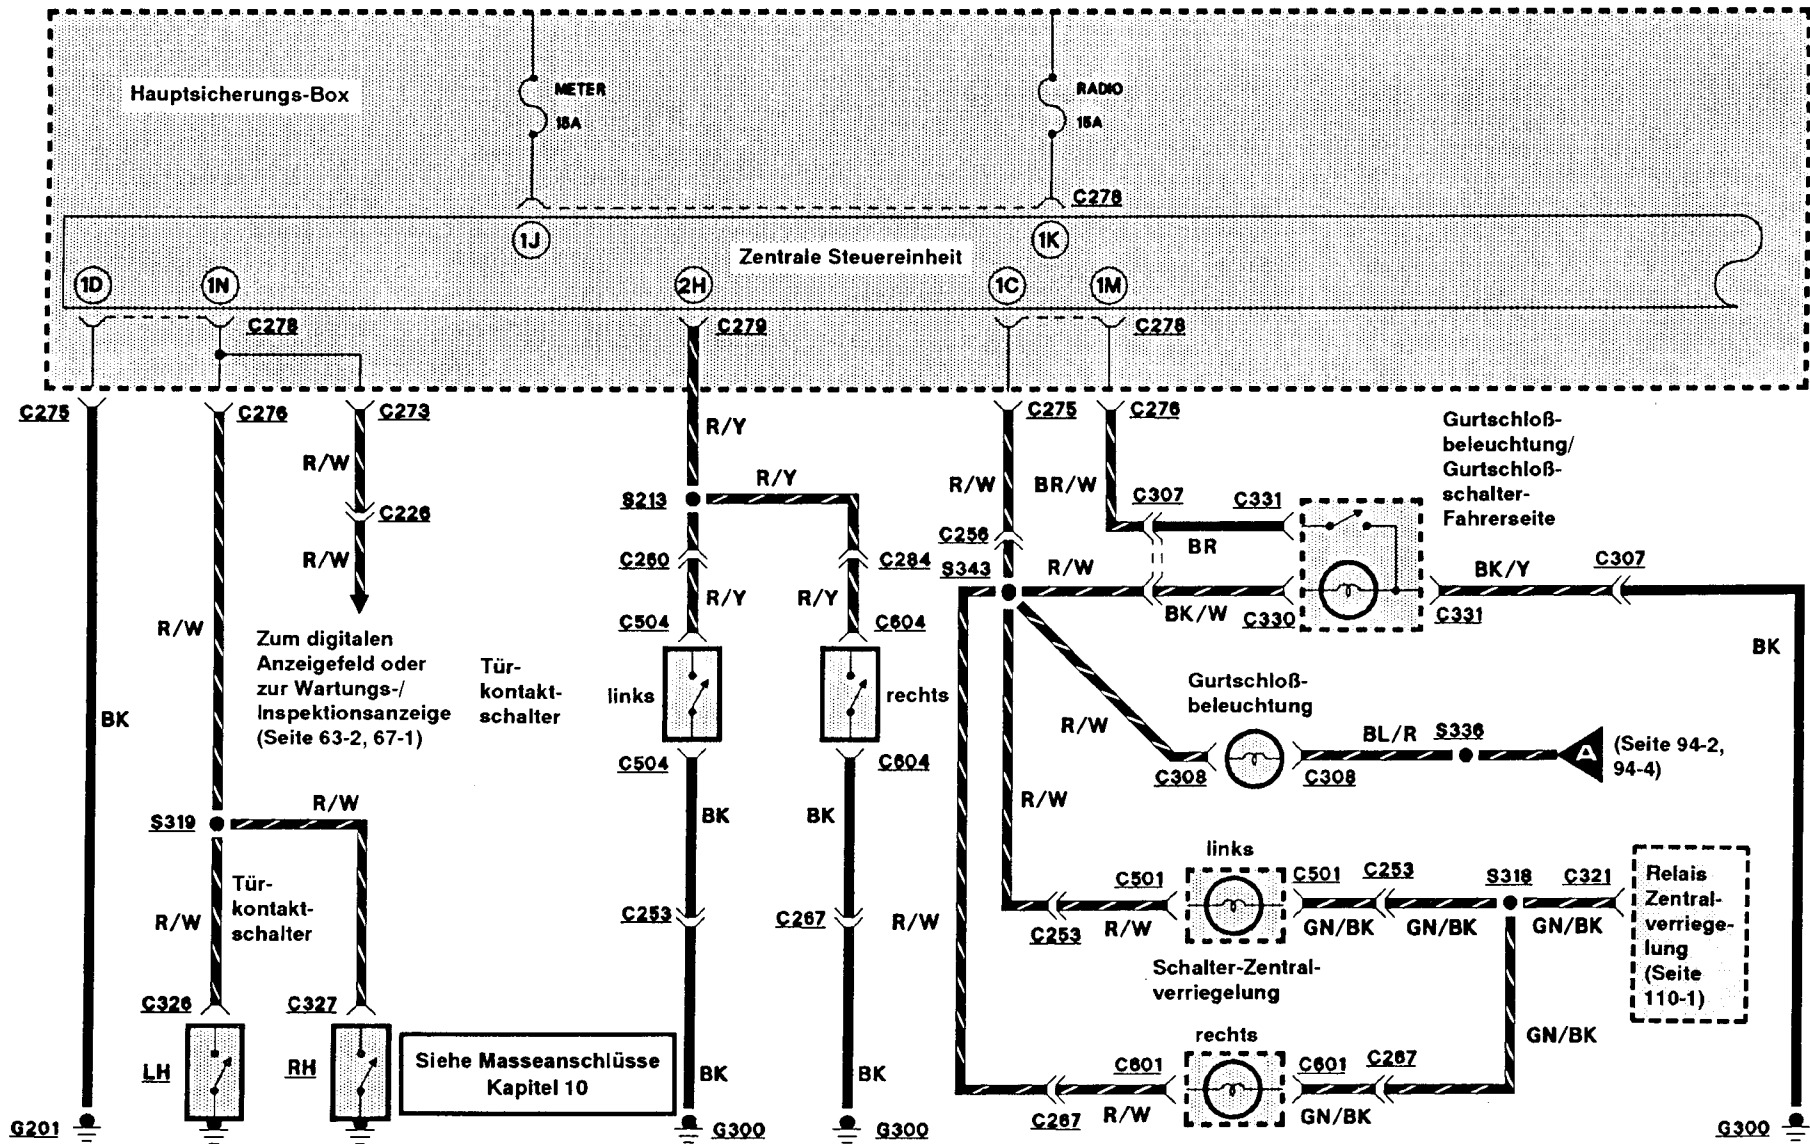 Hauptsicherungs-Box
METER
15A
RADIO
15A
C278
1J
1K
Zentrale Steuereinheit
1D
1N
2H
1C
1M
C278
C279
C278
C275
C276
C273
C275
C276
R/Y
Gurtschloß-
beleuchtung/
Gurtschloß-
schalter-
Fahrerseite
R/W
R/Y
R/W
BR/W
C307
C331
S213
C226
C256
BR
R/W
C260
C284
S343
R/W
BK/Y
C307
R/Y
R/Y
BK/W
C330
C331
R/W
C504
C604
BK
Zum digitalen
Anzeigefeld oder
zur Wartungs-/
Inspektionsanzeige
(Seite 63-2, 67-1)
Tür-
kontakt-
schalter
links
rechts
Gurtschloß-
beleuchtung
BK
R/W
BL/R
S336
A
(Seite 94-2,
94-4)
C504
C604
C308
C308
R/W
R/W
S319
BK
BK
links
Tür-
kontakt-
schalter
R/W
C253
C267
R/W
C501
C501
C253
S318
C321
Relais
Zentral-
verriege-
lung
(Seite
110-1)
C253
R/W
GN/BK
GN/BK
GN/BK
Schalter-Zentral-
verriegelung
C326
C327
GN/BK
rechts
LH
RH
Siehe Masseanschlüsse
Kapitel 10
BK
BK
C601
C601
C267
C267
R/W
GN/BK
G201
G300
G300
G300